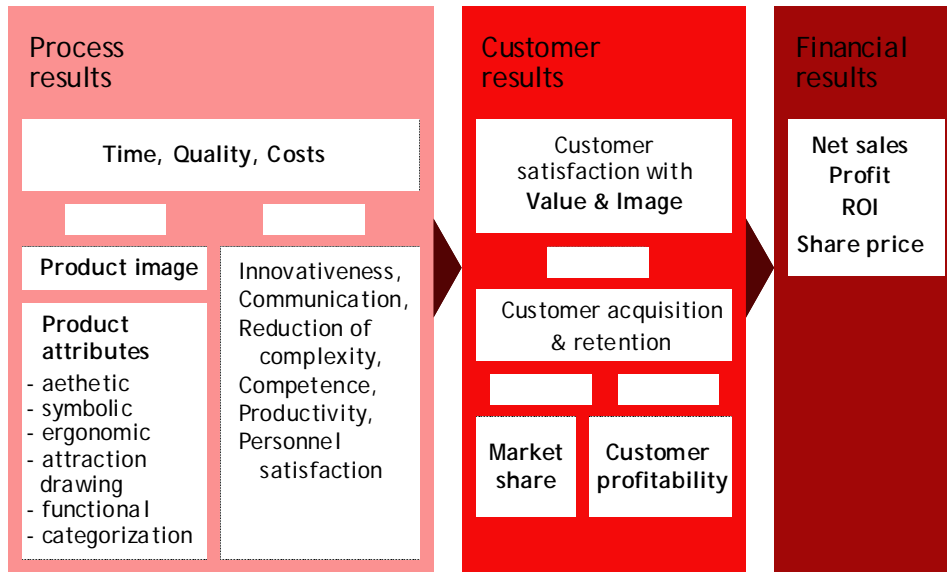 Process
results
Time, Quality, Costs
Product image
Product
attributes
- aethetic
- symbolic
- ergonomic
- attraction
drawing
- functional
- categorization
Innovativeness,
Communication,
Reduction of
complexity,
Competence,
Productivity,
Personnel
satisfaction
Customer
results
Customer
satisfaction with
Value & Image
Customer acquisition
& retention
Market
share
Customer
profitability
Financial
results
Net sales
Profit
ROI
Share price